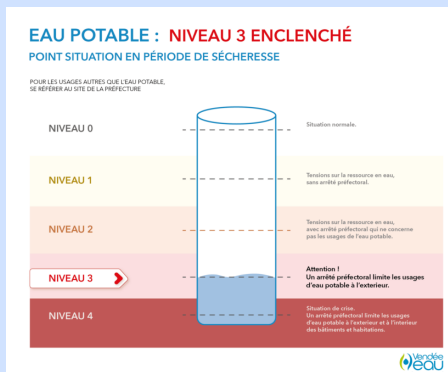 EAU POTABLE : NIVEAU 3 ENCLENCHÉ
POINT SITUATION EN PÉRIODE DE SÉCHERESSE
POUR LES USAGES AUTRES QUE L'EAU POTABLE,
SE RÉFÉRER AU SITE DE LA PRÉFECTURE
NIVEAU 0
Situation normale.
NIVEAU 1
Tensions sur la ressource en eau,
sans arrêté préfectoral.
NIVEAU 2
Tensions sur la ressource en eau,
avec arrêté préfectoral qui ne concerne
pas les usages de l'eau potable.
NIVEAU 3
Attention !
Un arrêté préfectoral limite les usages
d'eau potable à l'exterieur.
NIVEAU 4
Situation de crise.
Un arrêté préfectoral limite les usages
d'eau potable à l'exterieur et à l'interieur
des bâtiments et habitations.
Vendée
eau